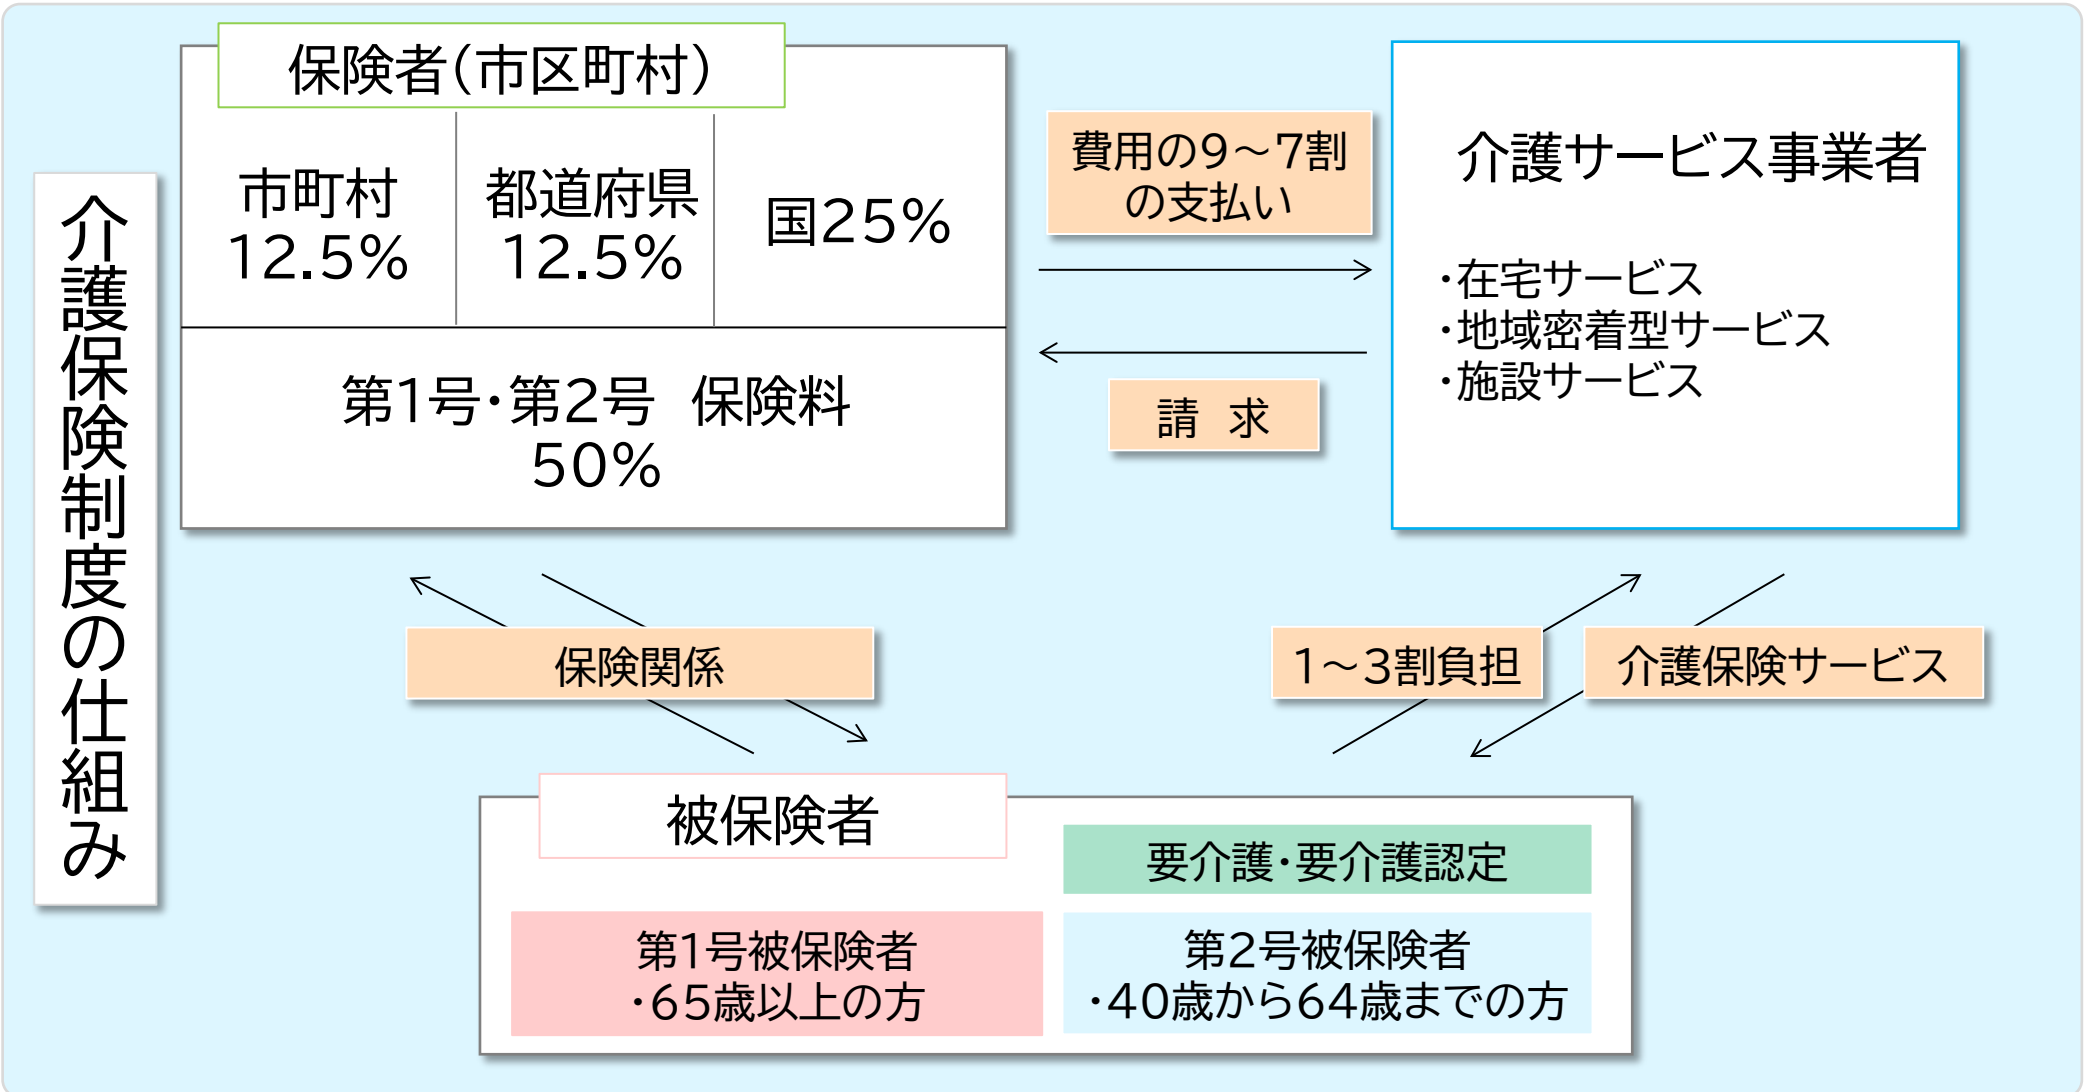 介護保険制度の仕組み
保険者(市区町村)
市町村
12.5%
都道府県
12.5%
国25%
第1号・第2号　保険料
50%
費用の9～7割
の支払い
請　求
介護サービス事業者
・在宅サービス
・地域密着型サービス
・施設サービス
保険関係
1～3割負担
介護保険サービス
被保険者
要介護・要介護認定
第1号被保険者
・65歳以上の方
第2号被保険者
・40歳から64歳までの方